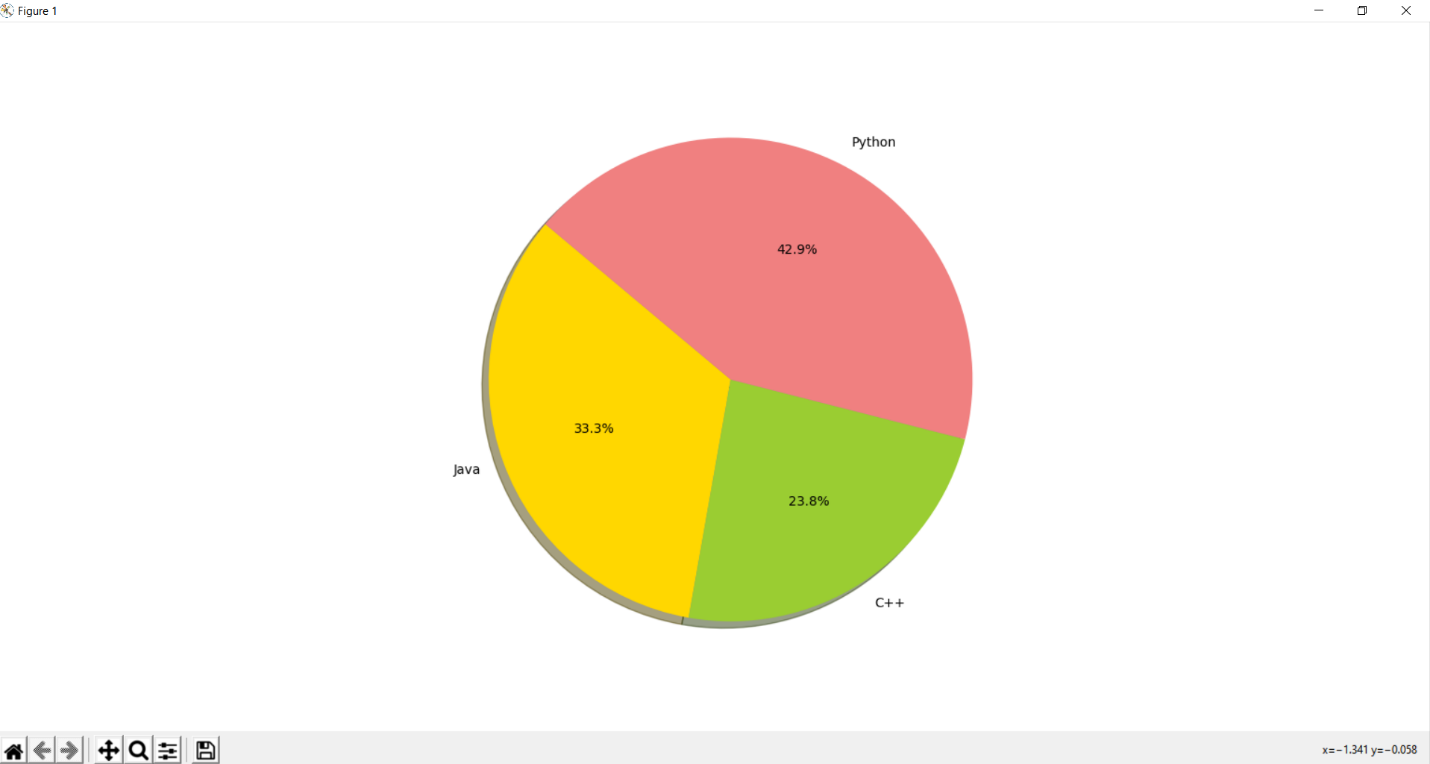 Figure 1
Python
42.9%
33.3%
Java
23.8%
C++
x=−1.341 y=−0.058